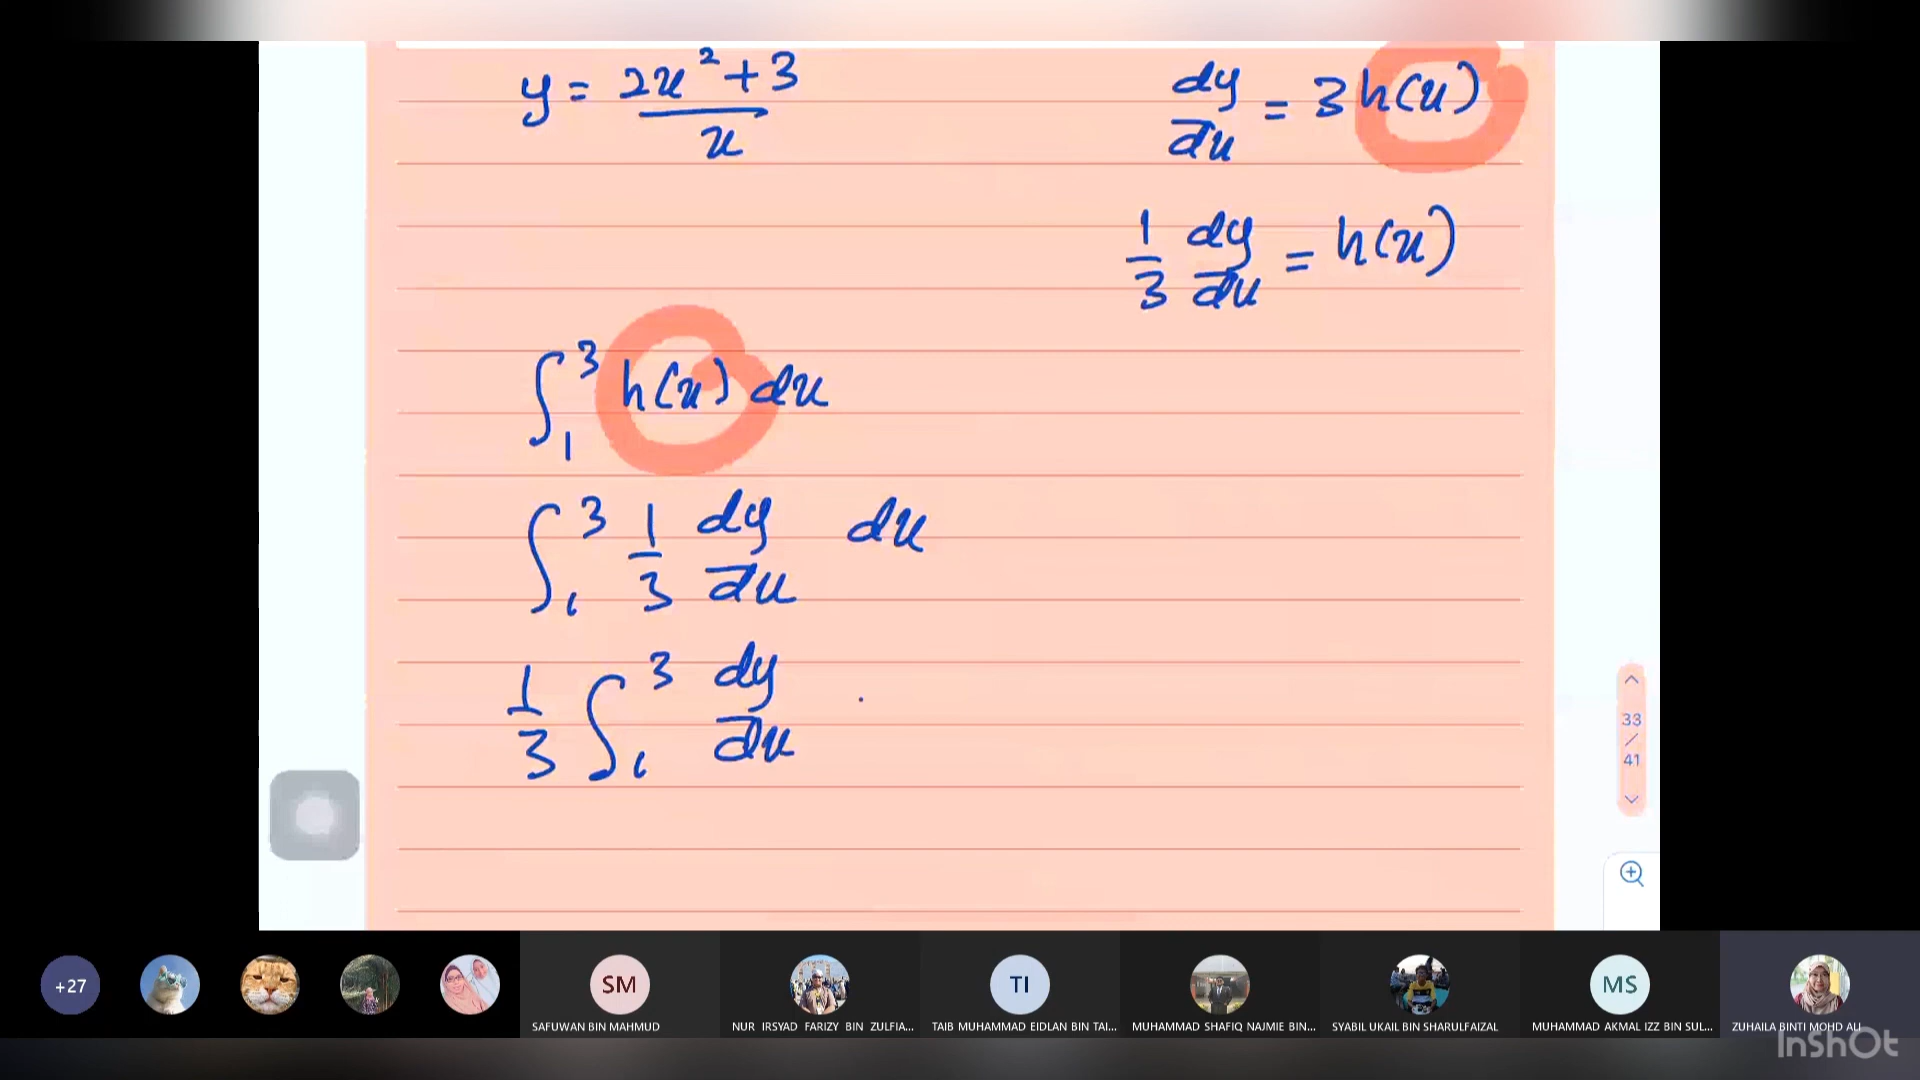 y = 2x² + 3 / x
dy/dx = 3h(x)
1/3 dy/dx = h(x)
∫₁³ h(x) dx
∫₁³ 1/3 dy/dx dx
1/3 ∫₁³ dy/dx
33
/
41
+27
SM
TI
MS
SAFUWAN BIN MAHMUD
NUR IRSYAD FARIZY BIN ZULFIA...
TAIB MUHAMMAD EIDLAN BIN TAI...
MUHAMMAD SHAFIQ NAJMIE BIN...
SYABIL UKAIL BIN SHARULFAIZAL
MUHAMMAD AKMAL IZZ BIN SUL...
ZUHAILA BINTI MOHD ALI
InShOt